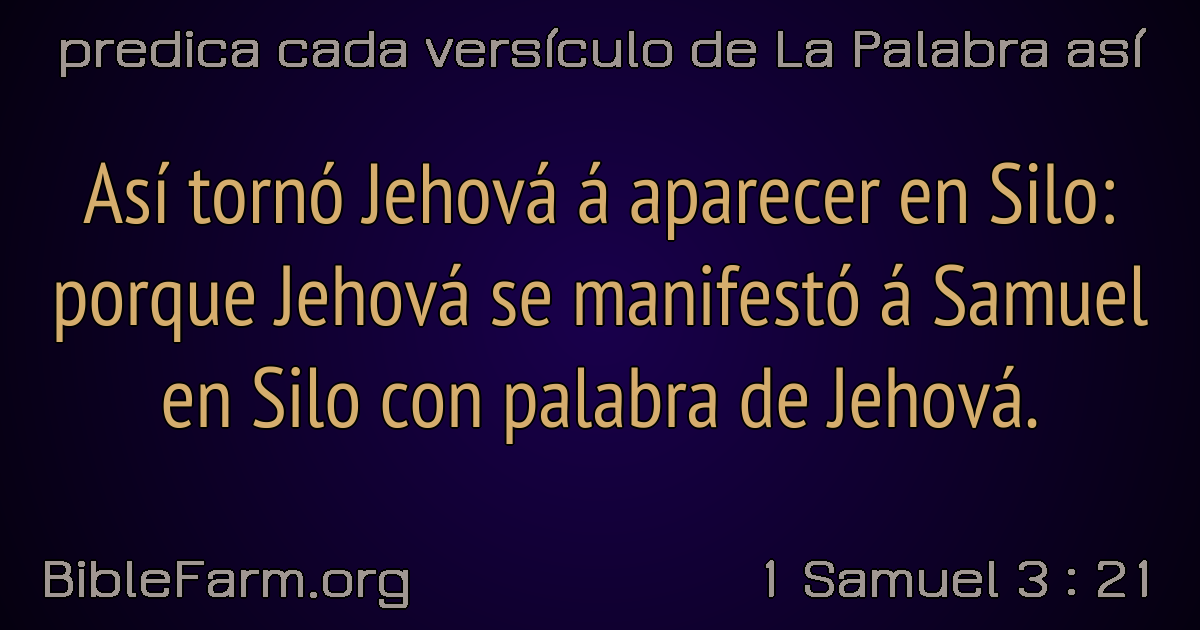 predica cada versículo de La Palabra así
Así tornó Jehová á aparecer en Silo:
porque Jehová se manifestó á Samuel
en Silo con palabra de Jehová.
BibleFarm.org
1 Samuel 3 : 21